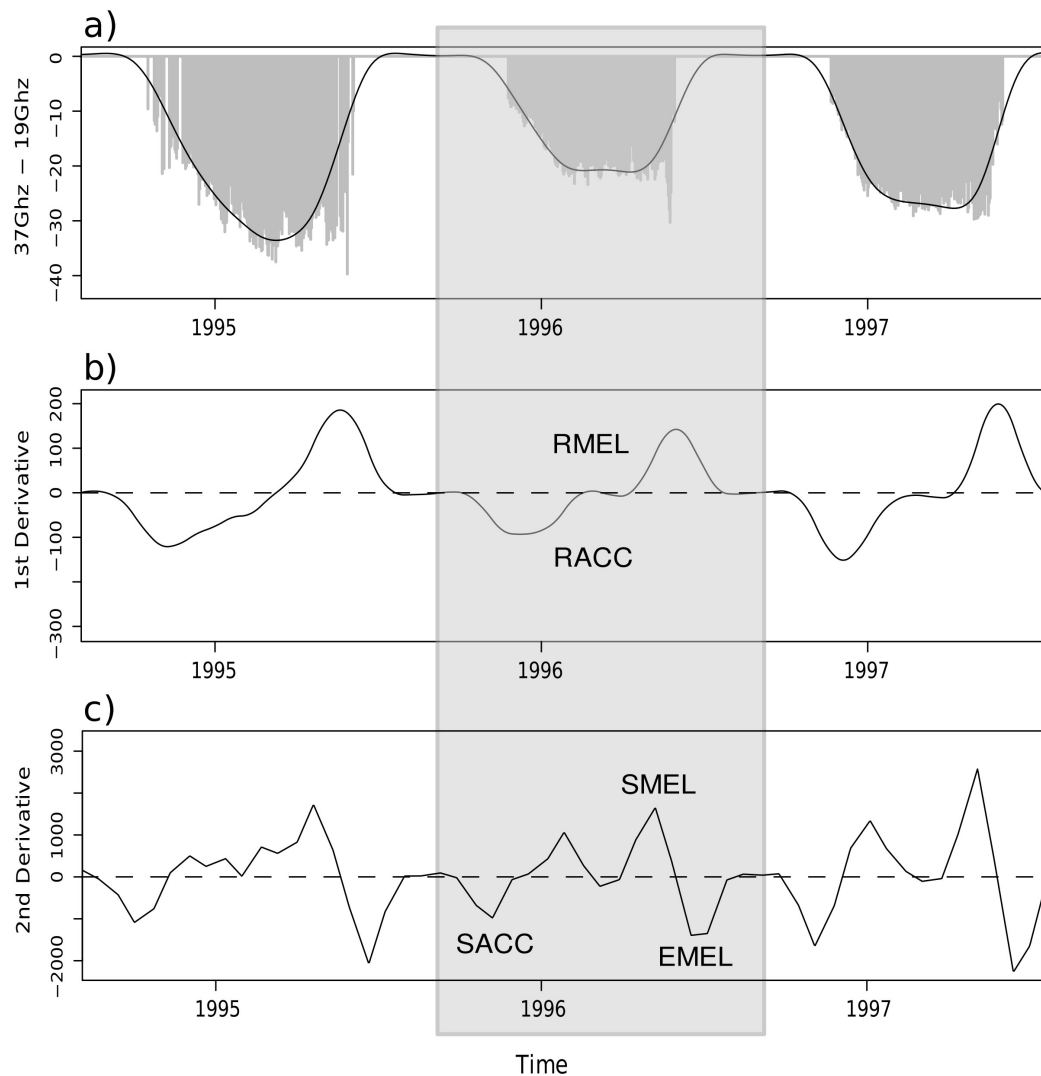 a)
0
−10
−20
−30
−40
37Ghz − 19Ghz
1995
1996
1997
b)
200
100
0
−100
−300
1st Derivative
RMEL
RACC
1995
1996
1997
c)
3000
1000
0
−2000
2nd Derivative
SMEL
SACC
EMEL
1995
1996
1997
Time